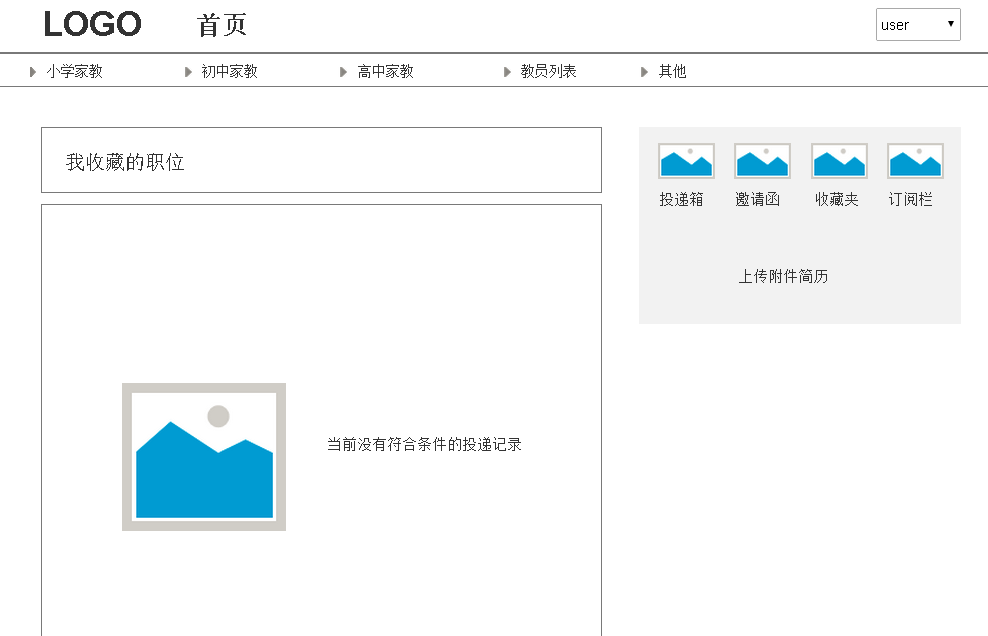 LOGO 首页 user
小学家教 初中家教 高中家教 教员列表 其他
我收藏的职位
投递箱 邀请函 收藏夹 订阅栏
上传附件简历
当前没有符合条件的投递记录